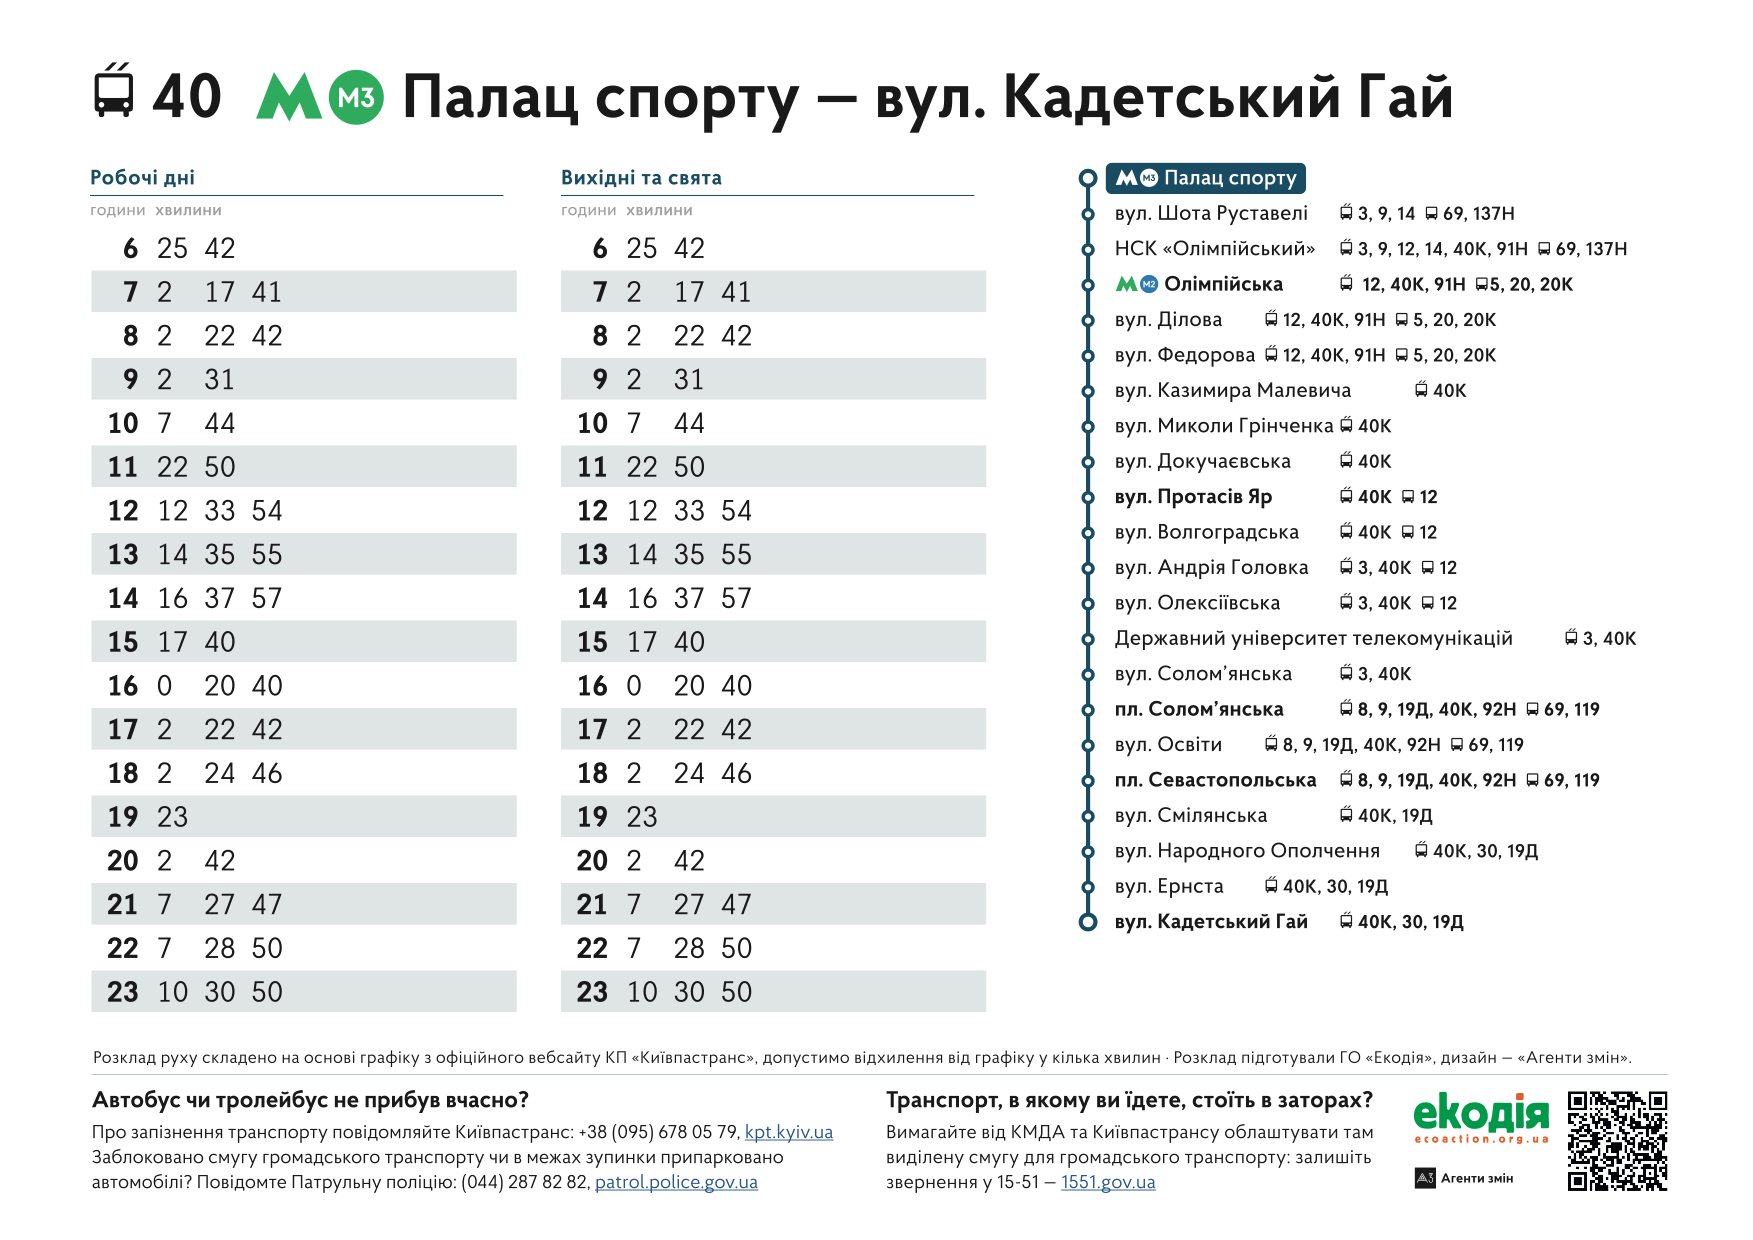 40 М М3 Палац спорту — вул. Кадетський Гай
Робочі дні
ГОДИНИ ХВИЛИНИ
6 25 42
7 2 17 41
8 2 22 42
9 2 31
10 7 44
11 22 50
12 12 33 54
13 14 35 55
14 16 37 57
15 17 40
16 0 20 40
17 2 22 42
18 2 24 46
19 23
20 2 42
21 7 27 47
22 7 28 50
23 10 30 50
Вихідні та свята
ГОДИНИ ХВИЛИНИ
6 25 42
7 2 17 41
8 2 22 42
9 2 31
10 7 44
11 22 50
12 12 33 54
13 14 35 55
14 16 37 57
15 17 40
16 0 20 40
17 2 22 42
18 2 24 46
19 23
20 2 42
21 7 27 47
22 7 28 50
23 10 30 50
М М3 Палац спорту
вул. Шота Руставелі 3, 9, 14 69, 137Н
НСК «Олімпійський» 3, 9, 12, 14, 40К, 91Н 69, 137Н
М М2 Олімпійська 12, 40К, 91Н 5, 20, 20К
вул. Ділова 12, 40К, 91Н 5, 20, 20К
вул. Федорова 12, 40К, 91Н 5, 20, 20К
вул. Казимира Малевича 40К
вул. Миколи Грінченка 40К
вул. Докучаєвська 40К
вул. Протасів Яр 40К 12
вул. Волгоградська 40К 12
вул. Андрія Головка 3, 40К 12
вул. Олексіївська 3, 40К 12
Державний університет телекомунікацій 3, 40К
вул. Солом’янська 3, 40К
пл. Солом’янська 8, 9, 19Д, 40К, 92Н 69, 119
вул. Освіти 8, 9, 19Д, 40К, 92Н 69, 119
пл. Севастопольська 8, 9, 19Д, 40К, 92Н 69, 119
вул. Смілянська 40К, 19Д
вул. Народного Ополчення 40К, 30, 19Д
вул. Ернста 40К, 30, 19Д
вул. Кадетський Гай 40К, 30, 19Д
Розклад руху складено на основі графіку з офіційного вебсайту КП «Київпастранс», допустимо відхилення від графіку у кілька хвилин · Розклад підготували ГО «Екодія», дизайн — «Агенти змін».
Автобус чи тролейбус не прибув вчасно?
Про запізнення транспорту повідомляйте Київпастранс: +38 (095) 678 05 79, kpt.kyiv.ua
Заблоковано смугу громадського транспорту чи в межах зупинки припарковано
автомобілі? Повідомте Патрульну поліцію: (044) 287 82 82, patrol.police.gov.ua
Транспорт, в якому ви їдете, стоїть в заторах?
Вимагайте від КМДА та Київпастрансу облаштувати там
виділену смугу для громадського транспорту: залишіть
звернення у 15-51 — 1551.gov.ua
екодія
ecoaction.org.ua
АЗ Агенти змін